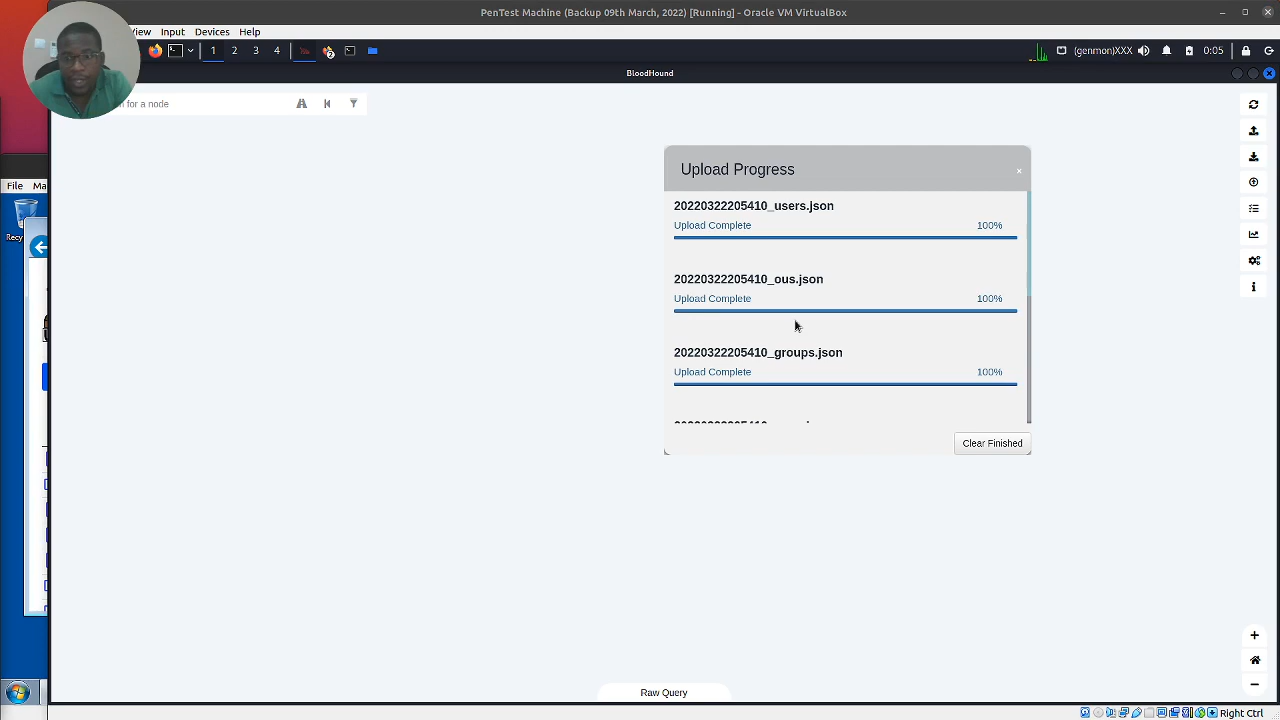 PenTest Machine (Backup 09th March, 2022) [Running] - Oracle VM VirtualBox
View Input Devices Help
1 2 3 4
(genmon)XXX 0:05
BloodHound
for a node
Upload Progress
×
20220322205410_users.json
Upload Complete 100%
20220322205410_ous.json
Upload Complete 100%
20220322205410_groups.json
Upload Complete 100%
Clear Finished
File
Raw Query
Right Ctrl